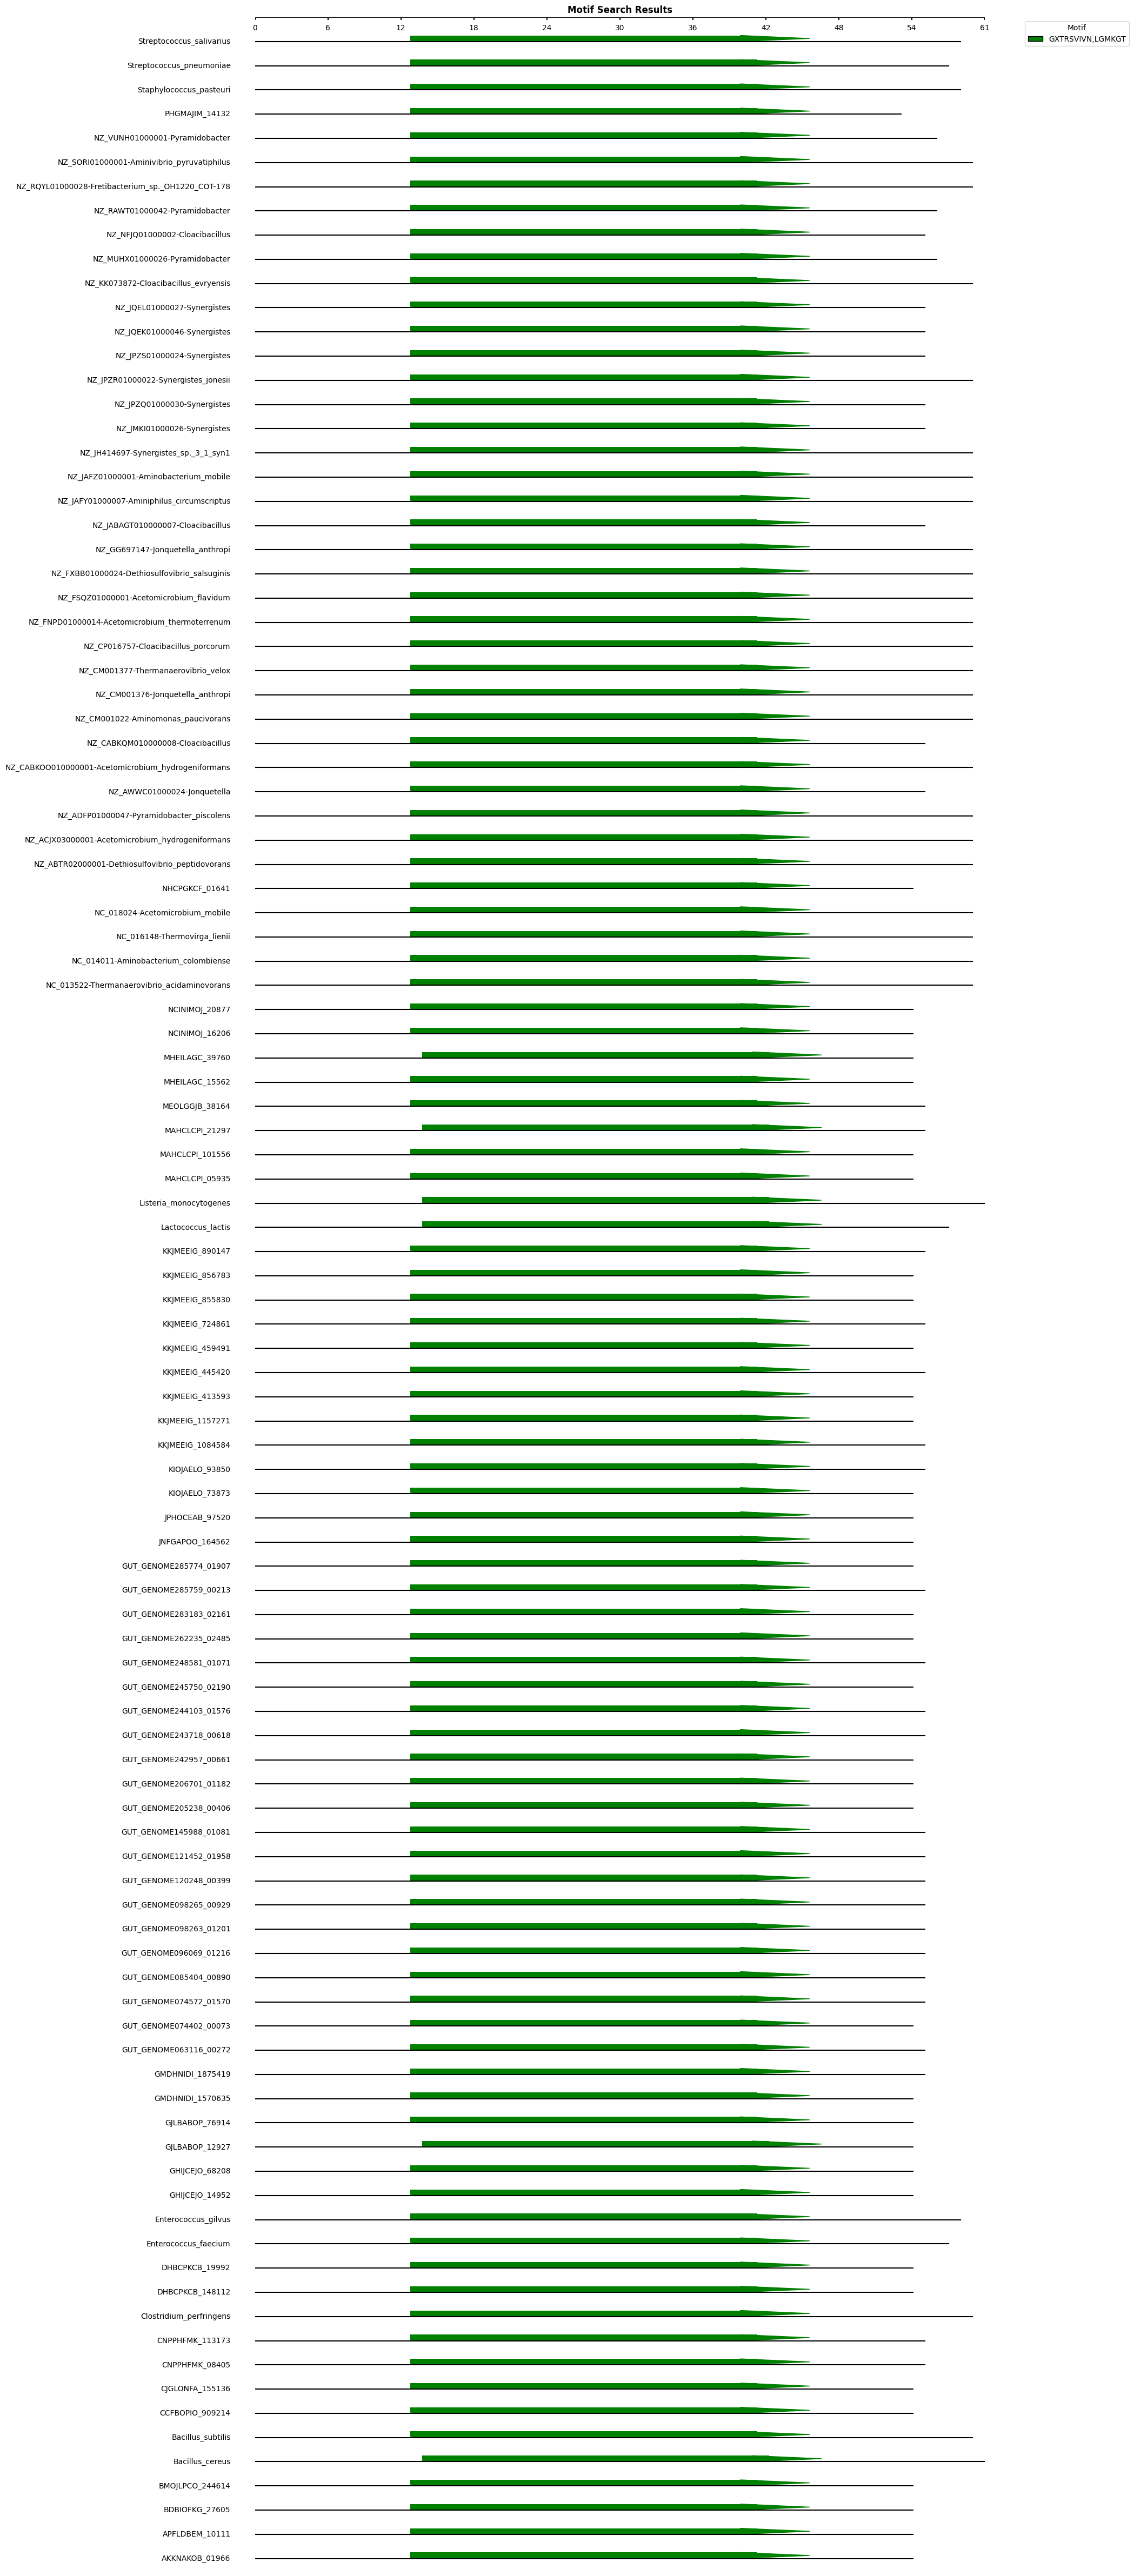 Motif Search Results
0 6 12 18 24 30 36 42 48 54 61
Motif
GXTRSVIVN,LGMKGT
Streptococcus_salivarius
Streptococcus_pneumoniae
Staphylococcus_pasteuri
PHGMAJIM_14132
NZ_VUNH01000001-Pyramidobacter
NZ_SORI01000001-Aminivibrio_pyruvatiphilus
NZ_RQYL01000028-Fretibacterium_sp._OH1220_COT-178
NZ_RAWT01000042-Pyramidobacter
NZ_NFJQ01000002-Cloacibacillus
NZ_MUHX01000026-Pyramidobacter
NZ_KK073872-Cloacibacillus_evryensis
NZ_JQEL01000027-Synergistes
NZ_JQEK01000046-Synergistes
NZ_JPZS01000024-Synergistes
NZ_JPZR01000022-Synergistes_jonesii
NZ_JPZQ01000030-Synergistes
NZ_JMKI01000026-Synergistes
NZ_JH414697-Synergistes_sp._3_1_syn1
NZ_JAFZ01000001-Aminobacterium_mobile
NZ_JAFY01000007-Aminiphilus_circumscriptus
NZ_JABAGT010000007-Cloacibacillus
NZ_GG697147-Jonquetella_anthropi
NZ_FXBB01000024-Dethiosulfovibrio_salsuginis
NZ_FSQZ01000001-Acetomicrobium_flavidum
NZ_FNPD01000014-Acetomicrobium_thermoterrenum
NZ_CP016757-Cloacibacillus_porcorum
NZ_CM001377-Thermanaerovibrio_velox
NZ_CM001376-Jonquetella_anthropi
NZ_CM001022-Aminomonas_paucivorans
NZ_CABKQM010000008-Cloacibacillus
NZ_CABKOO010000001-Acetomicrobium_hydrogeniformans
NZ_AWWC01000024-Jonquetella
NZ_ADFP01000047-Pyramidobacter_piscolens
NZ_ACJX03000001-Acetomicrobium_hydrogeniformans
NZ_ABTR02000001-Dethiosulfovibrio_peptidovorans
NHCPGKCF_01641
NC_018024-Acetomicrobium_mobile
NC_016148-Thermovirga_lienii
NC_014011-Aminobacterium_colombiense
NC_013522-Thermanaerovibrio_acidaminovorans
NCINIMOJ_20877
NCINIMOJ_16206
MHEILAGC_39760
MHEILAGC_15562
MEOLGGJB_38164
MAHCLCPI_21297
MAHCLCPI_101556
MAHCLCPI_05935
Listeria_monocytogenes
Lactococcus_lactis
KKJMEEIG_890147
KKJMEEIG_856783
KKJMEEIG_855830
KKJMEEIG_724861
KKJMEEIG_459491
KKJMEEIG_445420
KKJMEEIG_413593
KKJMEEIG_1157271
KKJMEEIG_1084584
KIOJAELO_93850
KIOJAELO_73873
JPHOCEAB_97520
JNFGAPOO_164562
GUT_GENOME285774_01907
GUT_GENOME285759_00213
GUT_GENOME283183_02161
GUT_GENOME262235_02485
GUT_GENOME248581_01071
GUT_GENOME245750_02190
GUT_GENOME244103_01576
GUT_GENOME243718_00618
GUT_GENOME242957_00661
GUT_GENOME206701_01182
GUT_GENOME205238_00406
GUT_GENOME145988_01081
GUT_GENOME121452_01958
GUT_GENOME120248_00399
GUT_GENOME098265_00929
GUT_GENOME098263_01201
GUT_GENOME096069_01216
GUT_GENOME085404_00890
GUT_GENOME074572_01570
GUT_GENOME074402_00073
GUT_GENOME063116_00272
GMDHNIDI_1875419
GMDHNIDI_1570635
GJLBABOP_76914
GJLBABOP_12927
GHIJCEJO_68208
GHIJCEJO_14952
Enterococcus_gilvus
Enterococcus_faecium
DHBCPKCB_19992
DHBCPKCB_148112
Clostridium_perfringens
CNPPHFMK_113173
CNPPHFMK_08405
CJGLONFA_155136
CCFBOPIO_909214
Bacillus_subtilis
Bacillus_cereus
BMOJLPCO_244614
BDBIOFKG_27605
APFLDBEM_10111
AKKNAKOB_01966